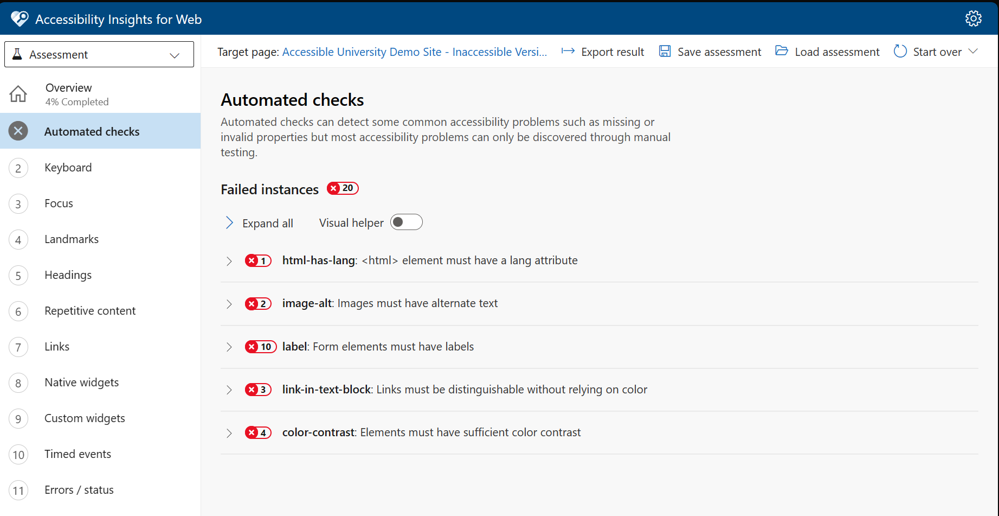 Accessibility Insights for Web
Assessment
Target page: Accessible University Demo Site - Inaccessible Versi...
Export result
Save assessment
Load assessment
Start over
Overview
4% Completed
Automated checks
2 Keyboard
3 Focus
4 Landmarks
5 Headings
6 Repetitive content
7 Links
8 Native widgets
9 Custom widgets
10 Timed events
11 Errors / status
Automated checks
Automated checks can detect some common accessibility problems such as missing or
invalid properties but most accessibility problems can only be discovered through manual
testing.
Failed instances 20
Expand all
Visual helper
1 html-has-lang: <html> element must have a lang attribute
2 image-alt: Images must have alternate text
10 label: Form elements must have labels
3 link-in-text-block: Links must be distinguishable without relying on color
4 color-contrast: Elements must have sufficient color contrast